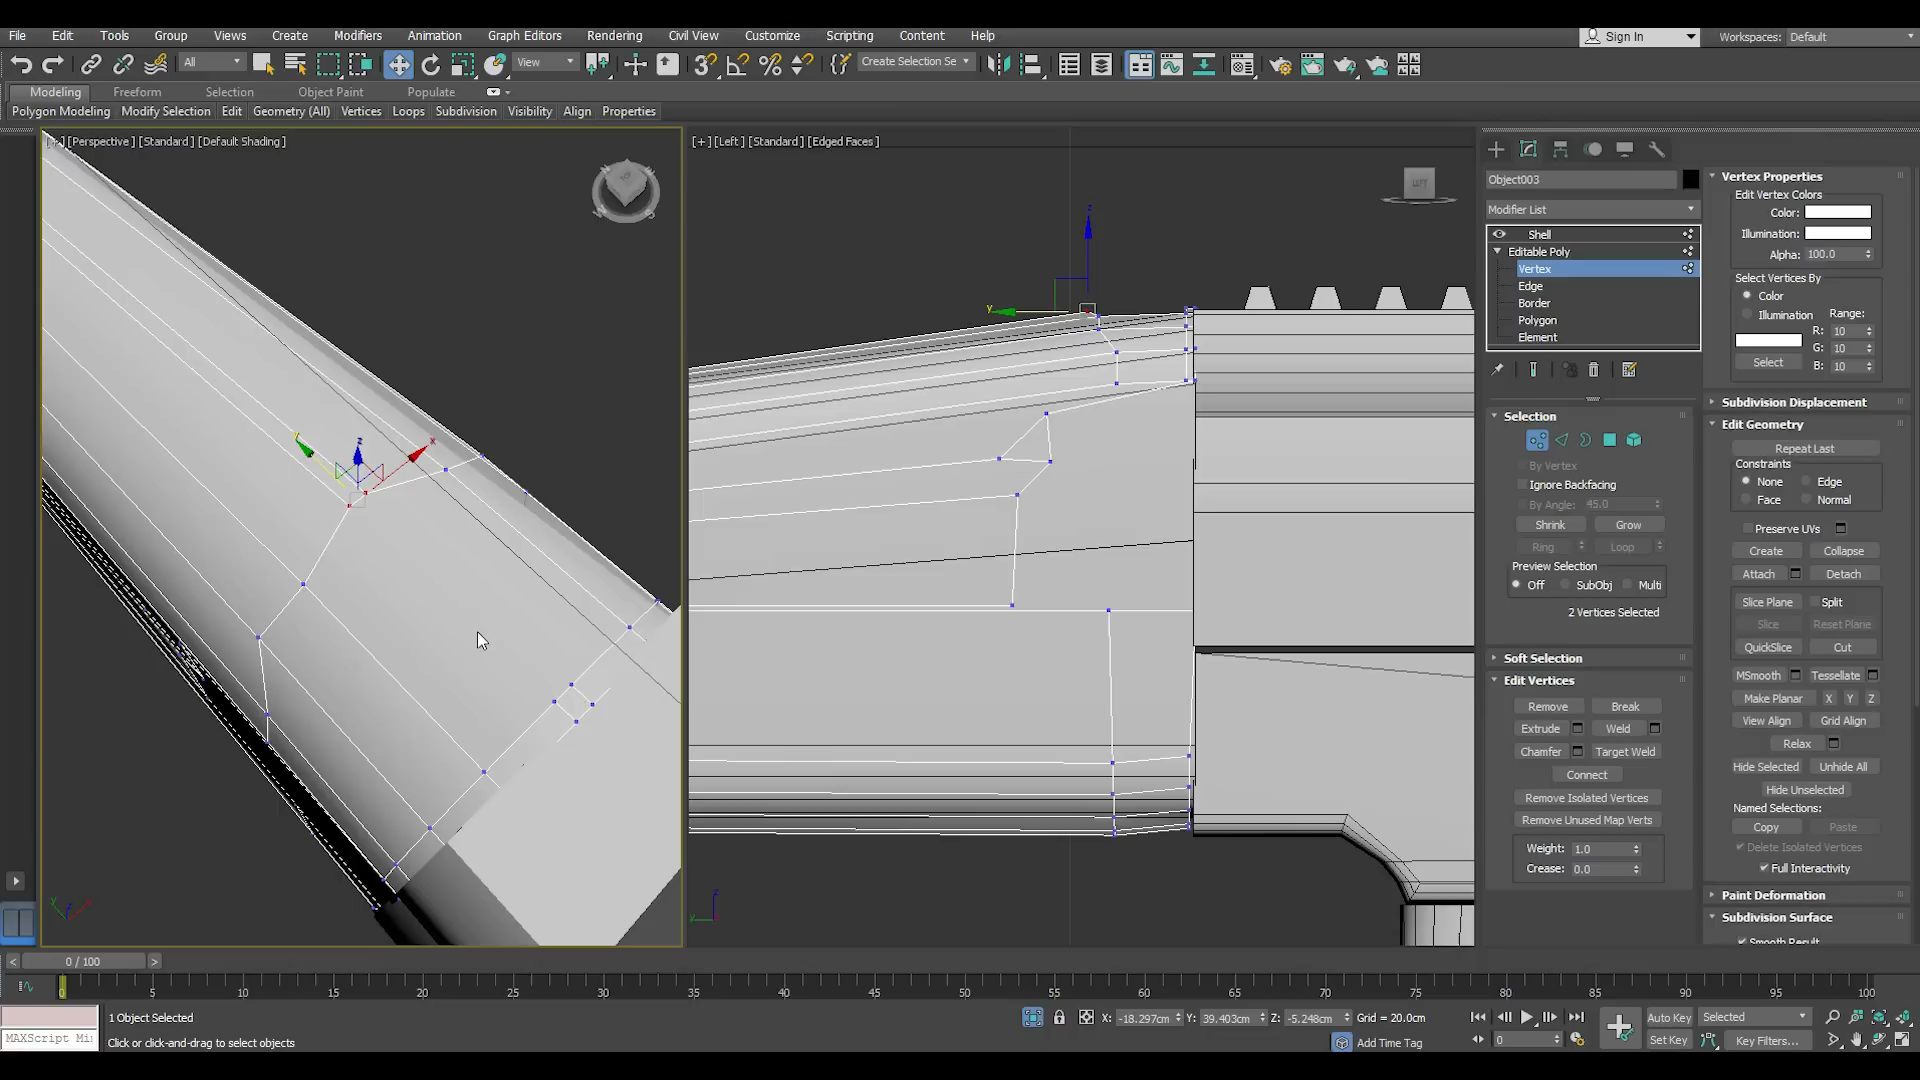 File Edit Tools Group Views Create Modifiers Animation Graph Editors Rendering Civil View Customize Scripting Content Help Sign In Workspaces: Default
All View Create Selection Se
Modeling Freeform Selection Object Paint Populate
Polygon Modeling Modify Selection Edit Geometry (All) Vertices Loops Subdivision Visibility Align Properties
[Perspective] [Standard] [Default Shading]
[+] [Left] [Standard] [Edged Faces]
Object003
Modifier List
Shell
Editable Poly
Vertex
Edge
Border
Polygon
Element
Selection
By Vertex
Ignore Backfacing
By Angle: 45.0
Shrink Grow
Ring Loop
Preview Selection
Off SubObj Multi
2 Vertices Selected
Soft Selection
Edit Vertices
Remove Break
Extrude Weld
Chamfer Target Weld
Connect
Remove Isolated Vertices
Remove Unused Map Verts
Weight: 1.0
Crease: 0.0
Vertex Properties
Edit Vertex Colors
Color:
Illumination:
Alpha: 100.0
Select Vertices By
Color
Illumination Range:
R: 10
G: 10
Select B: 10
Subdivision Displacement
Edit Geometry
Repeat Last
Constraints
None Edge
Face Normal
Preserve UVs
Create Collapse
Attach Detach
Slice Plane Split
Slice Reset Plane
QuickSlice Cut
MSmooth Tessellate
Make Planar X Y Z
View Align Grid Align
Relax
Hide Selected Unhide All
Hide Unselected
Named Selections:
Copy Paste
Delete Isolated Vertices
Full Interactivity
Paint Deformation
Subdivision Surface
Smooth Result
< 0 / 100 >
5 10 15 20 25 30 35 40 45 50 55 60 65 70 75 80 85 90 95 100
1 Object Selected X: -18.297cm Y: 39.403cm Z: -5.248cm Grid = 20.0cm Auto Key Selected
MAXScript Mi Click or click-and-drag to select objects Add Time Tag 0 Set Key Key Filters...